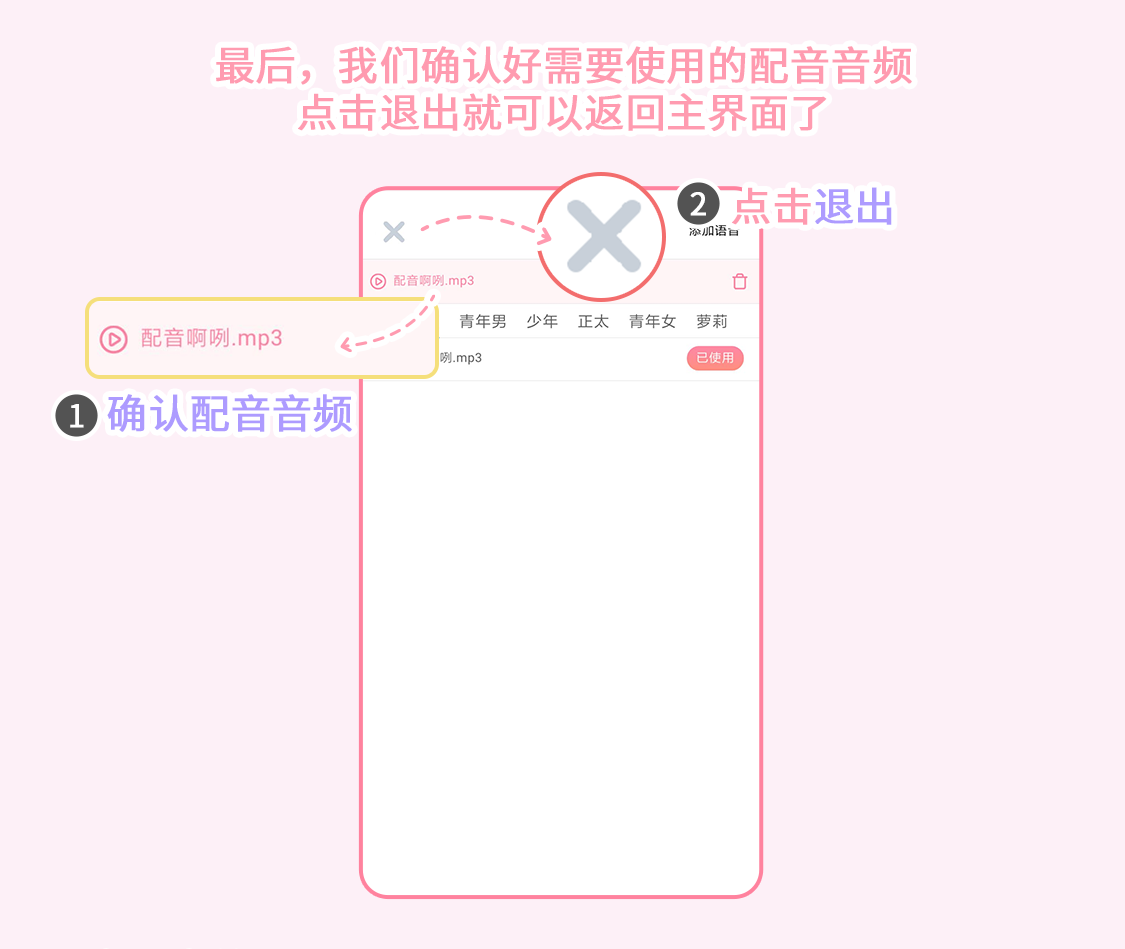 最后，我们确认好需要使用的配音音频
点击退出就可以返回主界面了
2 点击退出
添加语音
配音啊咧.mp3
配音啊咧.mp3
青年男 少年 正太 青年女 萝莉
咧.mp3
已使用
1 确认配音音频